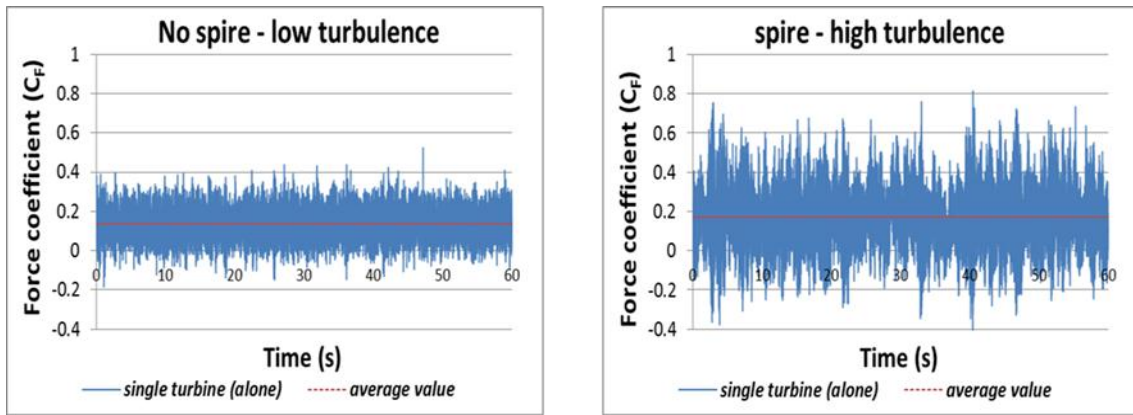 No spire - low turbulence
Force coefficient (CF)
1
0.8
0.6
0.4
0.2
0
-0.2
-0.4
0 10 20 30 40 50 60
Time (s)
single turbine (alone) average value
spire - high turbulence
Force coefficient (CF)
1
0.8
0.6
0.4
0.2
0
-0.2
-0.4
0 10 20 30 40 50 60
Time (s)
single turbine (alone) average value